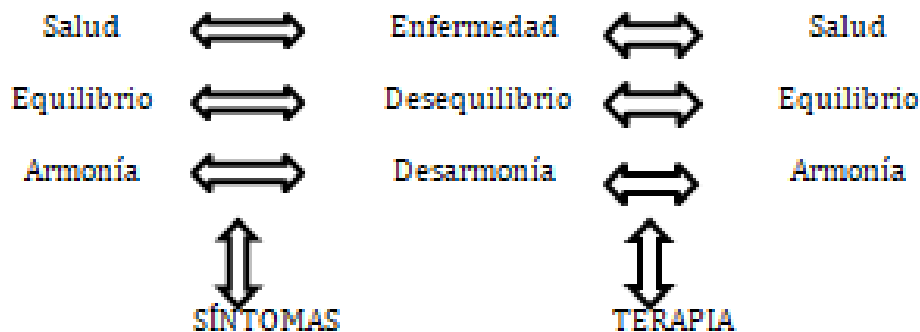 Salud Enfermedad Salud
Equilibrio Desequilibrio Equilibrio
Armonía Desarmonía Armonía
SÍNTOMAS TERAPIA